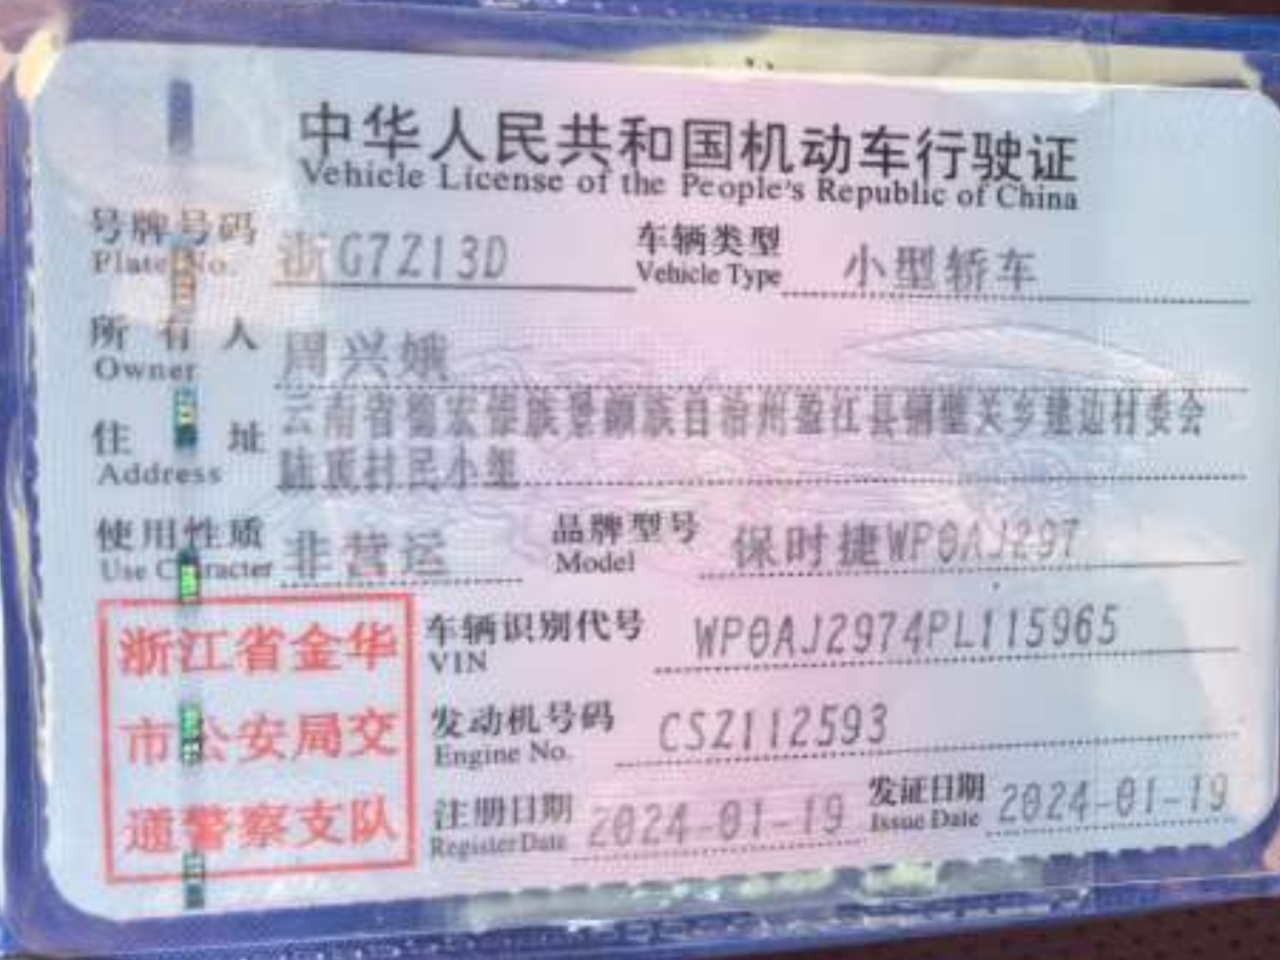 中华人民共和国机动车行驶证
Vehicle License of the People's Republic of China
号牌号码 浙G7Z13D 车辆类型 小型轿车
Plate No. Vehicle Type
所有人 周兴娥
Owner
住址 云南省德宏傣族景颇族自治州盈江县铜壁关乡建边村委会
Address 村民小组
使用性质 非营运 品牌型号 保时捷WP0AJ297
Use Character Model
浙江省金华
市公安局交
通警察支队
车辆识别代号 WP0AJ2974PL115965
VIN
发动机号码 CSZ112593
Engine No.
注册日期 2024-01-19 发证日期 2024-01-19
Register Date Issue Date